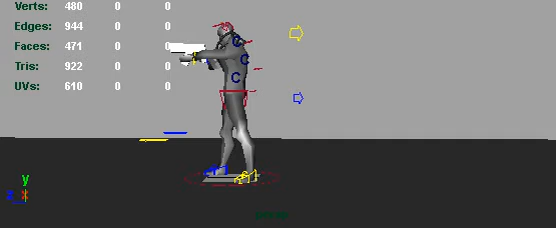 Verts: 480 0 0
Edges: 944 0 0
Faces: 471 0 0
Tris: 922 0 0
UVs: 610 0 0
C
C
C
y
z x